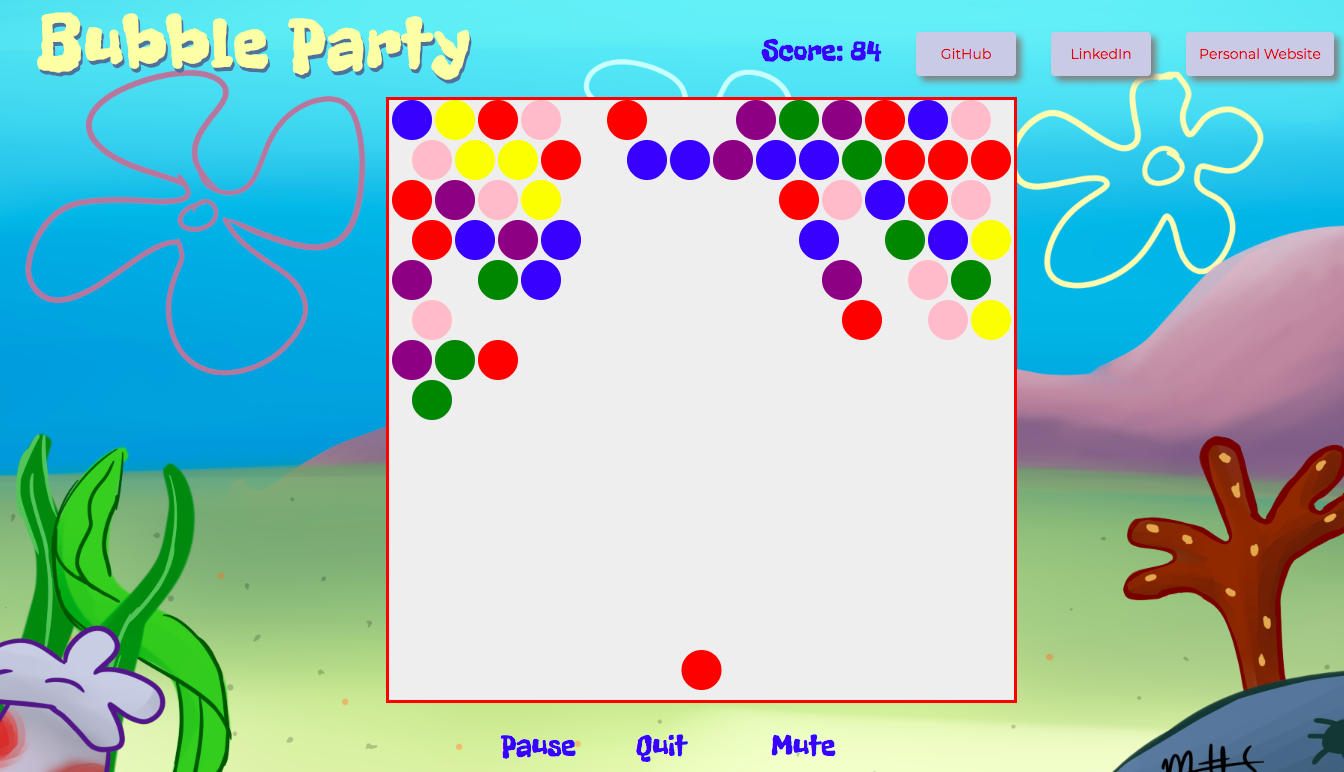 Bubble Party
Score: 84
GitHub
LinkedIn
Personal Website
Pause
Quit
Mute